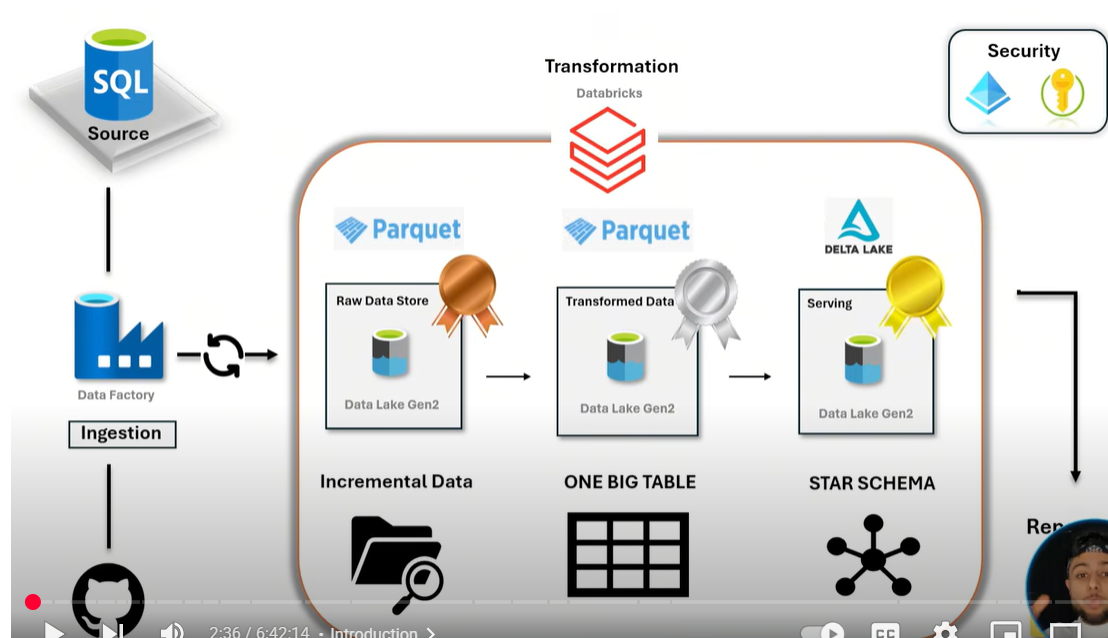 SQL
Source
Transformation
Databricks
Security
Parquet
Parquet
DELTA LAKE
Raw Data Store
Transformed Data
Serving
Data Lake Gen2
Data Lake Gen2
Data Lake Gen2
Data Factory
Ingestion
Incremental Data
ONE BIG TABLE
STAR SCHEMA
2:36 / 6:42:14 • Introduction